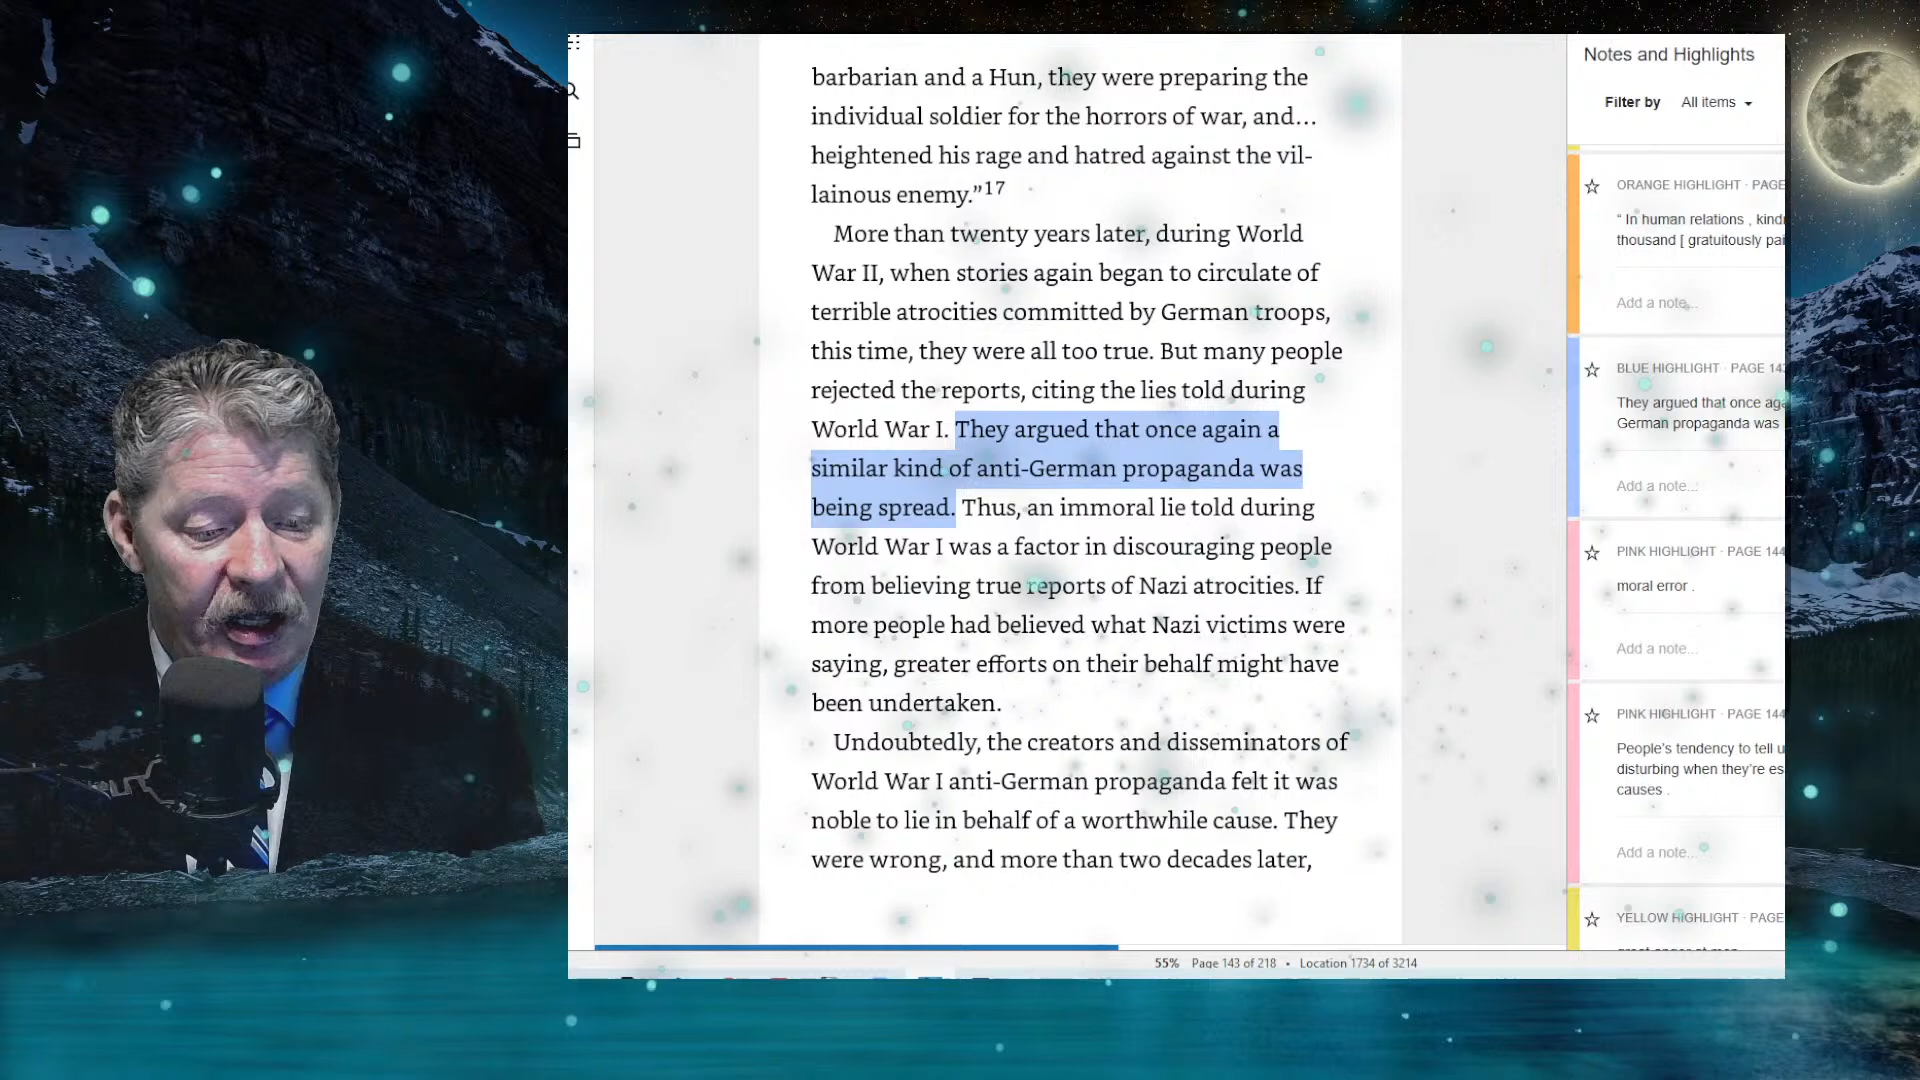 barbarian and a Hun, they were preparing the
individual soldier for the horrors of war, and…
heightened his rage and hatred against the vil-
lainous enemy.”17
More than twenty years later, during World
War II, when stories again began to circulate of
terrible atrocities committed by German troops,
this time, they were all too true. But many people
rejected the reports, citing the lies told during
World War I. They argued that once again a
similar kind of anti-German propaganda was
being spread. Thus, an immoral lie told during
World War I was a factor in discouraging people
from believing true reports of Nazi atrocities. If
more people had believed what Nazi victims were
saying, greater efforts on their behalf might have
been undertaken.
Undoubtedly, the creators and disseminators of
World War I anti-German propaganda felt it was
noble to lie in behalf of a worthwhile cause. They
were wrong, and more than two decades later,
55% Page 143 of 218 • Location 1734 of 3214
Notes and Highlights
Filter by All items
ORANGE HIGHLIGHT · PAGE
“ In human relations , kind
thousand [ gratuitously pai
Add a note...
BLUE HIGHLIGHT · PAGE 143
They argued that once aga
German propaganda was
Add a note...
PINK HIGHLIGHT · PAGE 144
moral error .
Add a note...
PINK HIGHLIGHT · PAGE 144
People’s tendency to tell u
disturbing when they’re es
causes .
Add a note...
YELLOW HIGHLIGHT · PAGE